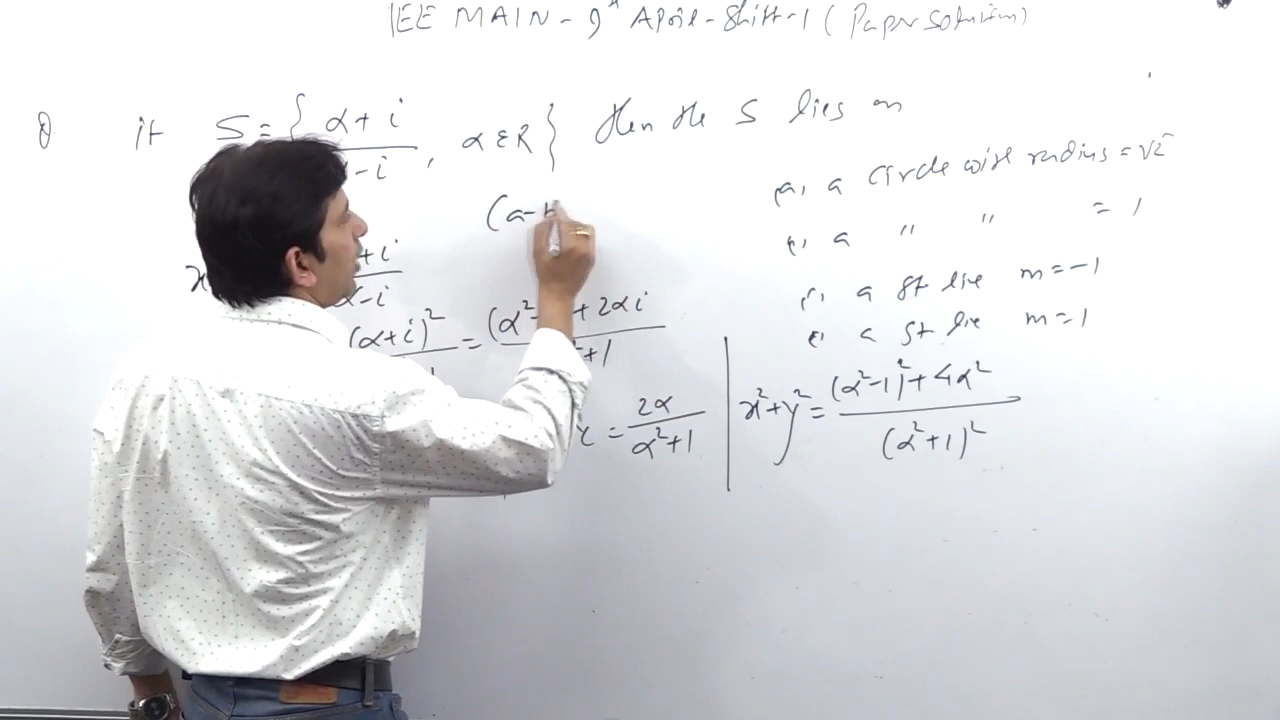 JEE MAIN - 9th April - Shift - 1 (Paper solution)
Q if S = { α + i / - i , α ∈ R } then the S lies on
(a, a circle with radius = √2
(, a " " = 1
(, a st lie m = -1
(, a st lie m = 1
(a -
x + i / α - i
(α+i)² = (α² + 2αi / +1
= 2α / α²+1
x²+y² = (α²-1)² + 4α² / (α²+1)²